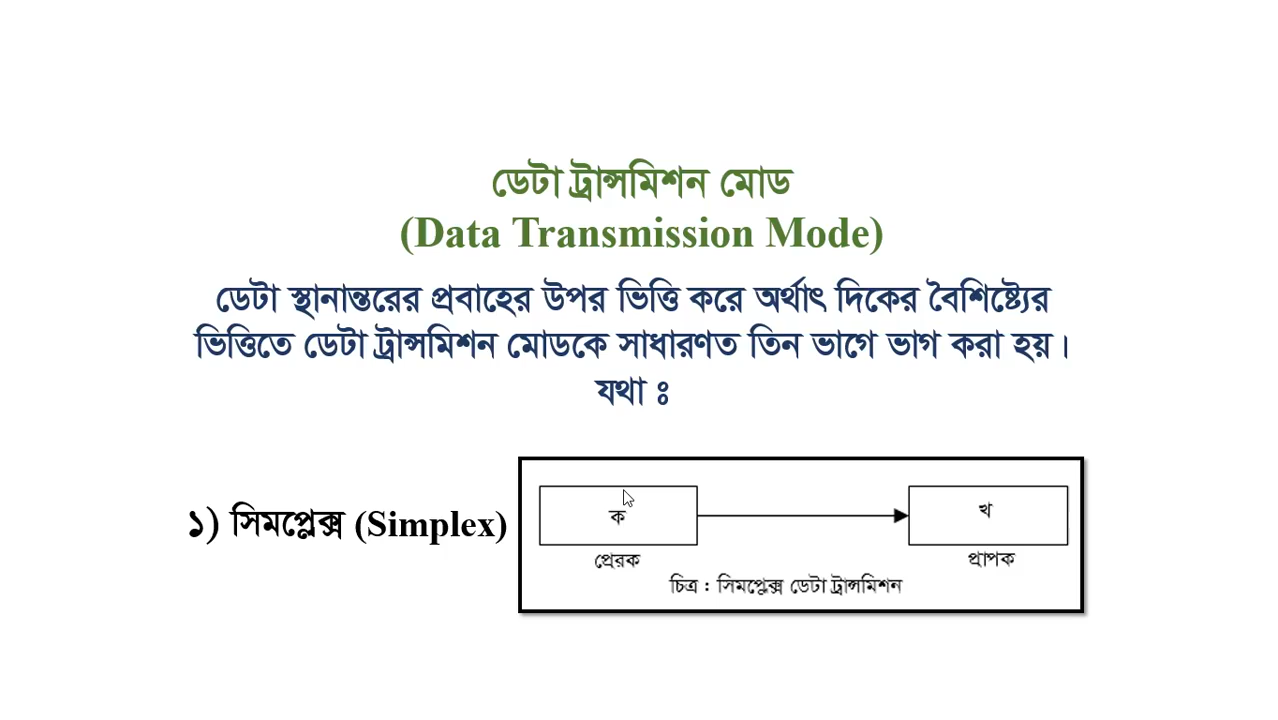 ডেটা ট্রান্সমিশন মোড
(Data Transmission Mode)
ডেটা স্থানান্তরের প্রবাহের উপর ভিত্তি করে অর্থাৎ দিকের বৈশিষ্ট্যের
ভিত্তিতে ডেটা ট্রান্সমিশন মোডকে সাধারণত তিন ভাগে ভাগ করা হয়।
যথা ঃ
১) সিমপ্লেক্স (Simplex)
ক
খ
প্রেরক
প্রাপক
চিত্র : সিমপ্লেক্স ডেটা ট্রান্সমিশন